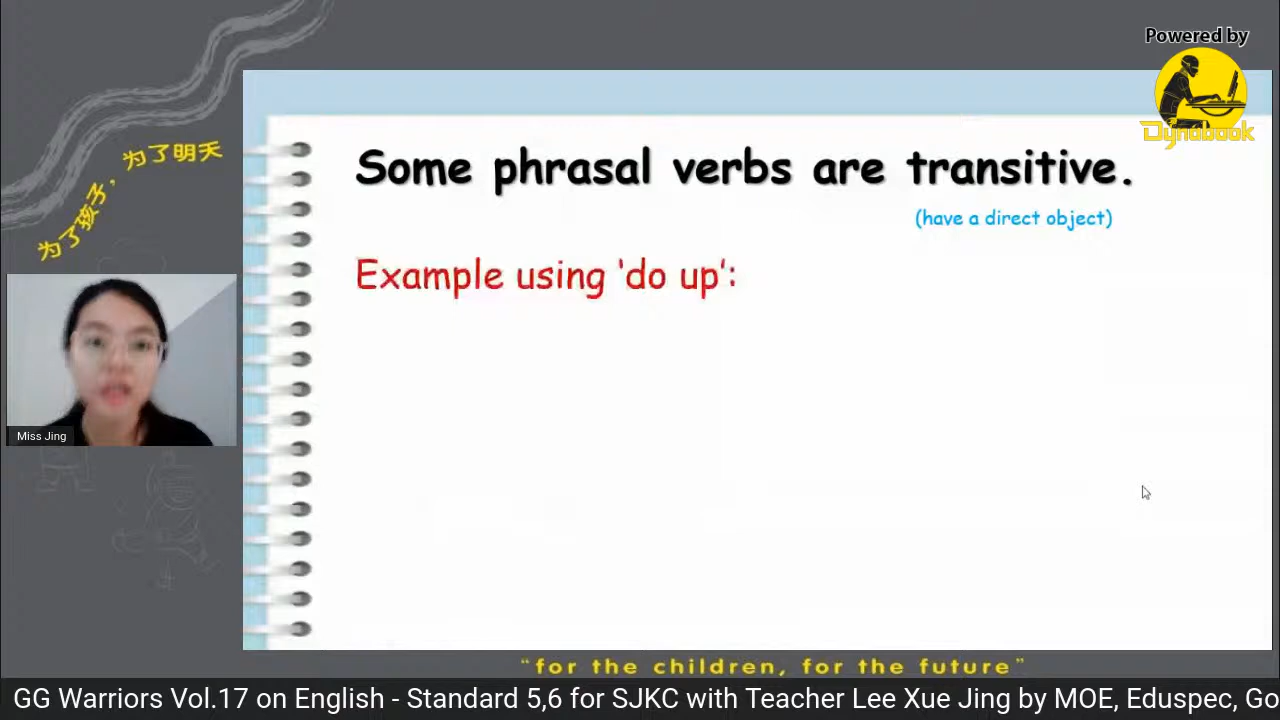 Powered by
Dynabook
为了孩子，为了明天
Some phrasal verbs are transitive.
(have a direct object)
Example using 'do up':
Miss Jing
"for the children, for the future"
GG Warriors Vol.17 on English - Standard 5,6 for SJKC with Teacher Lee Xue Jing by MOE, Eduspec, Go